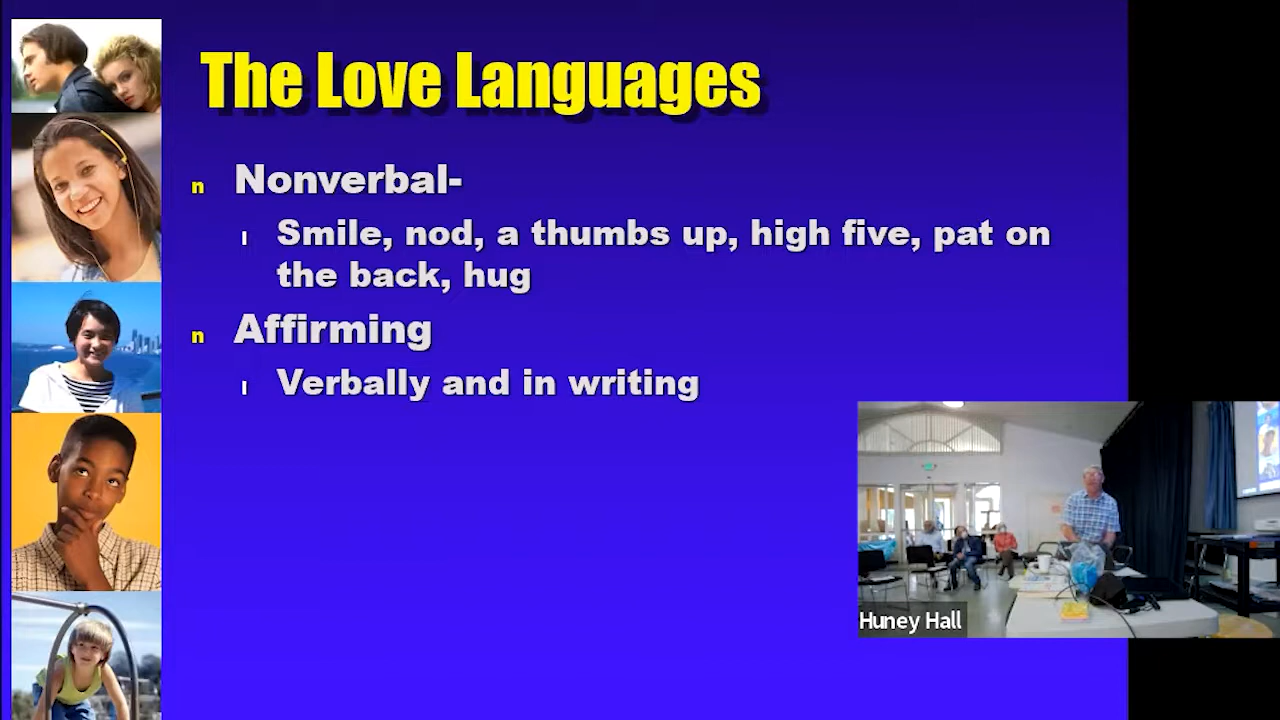 The Love Languages
n Nonverbal-
l Smile, nod, a thumbs up, high five, pat on
the back, hug
n Affirming
l Verbally and in writing
Huney Hall